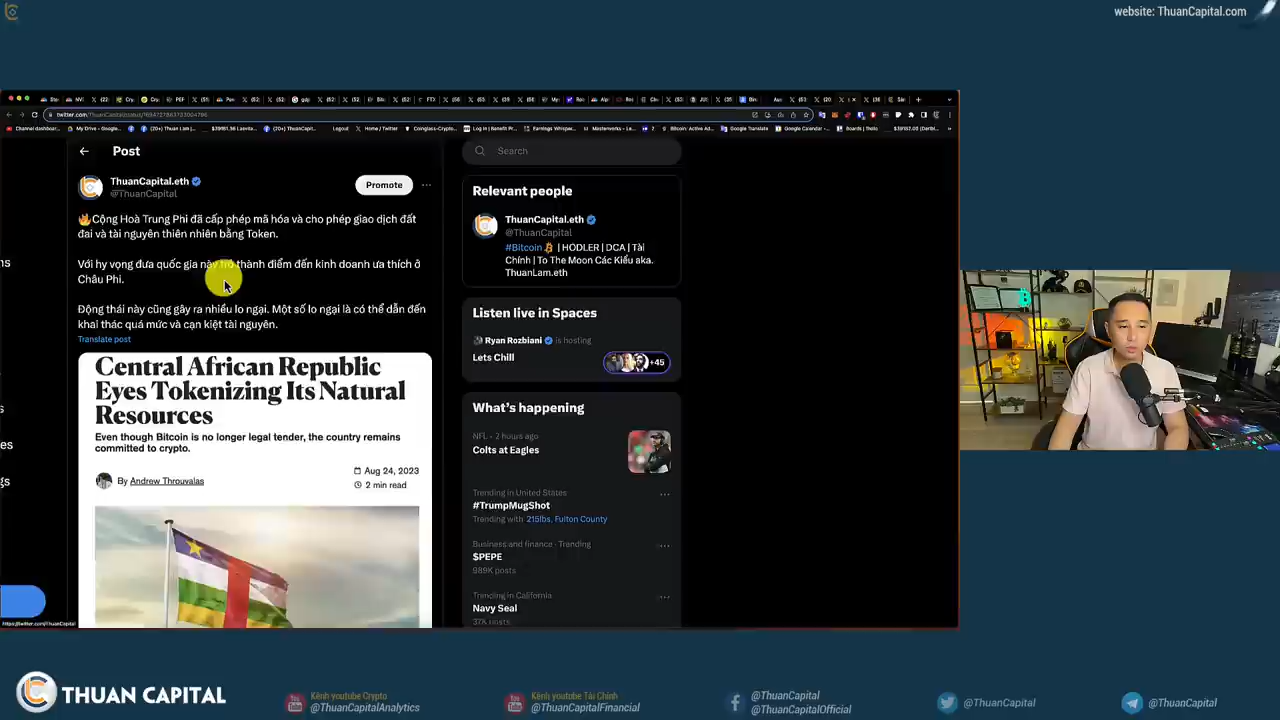 website: ThuanCapital.com
Post
Search
ThuanCapital.eth
@ThuanCapital
Promote
🔥Cộng Hoà Trung Phi đã cấp phép mã hóa và cho phép giao dịch đất
đai và tài nguyên thiên nhiên bằng Token.
Với hy vọng đưa quốc gia này trở thành điểm đến kinh doanh ưa thích ở
Châu Phi.
Động thái này cũng gây ra nhiều lo ngại. Một số lo ngại là có thể dẫn đến
khai thác quá mức và cạn kiệt tài nguyên.
Translate post
Central African Republic
Eyes Tokenizing Its Natural
Resources
Even though Bitcoin is no longer legal tender, the country remains
committed to crypto.
By Andrew Throuvalas
Aug 24, 2023
2 min read
Relevant people
ThuanCapital.eth
@ThuanCapital
#Bitcoin | HODLER | DCA | Tài
Chính | To The Moon Các Kiểu aka.
ThuanLam.eth
Listen live in Spaces
Ryan Rozbiani is hosting
Lets Chill
+45
What's happening
NFL · 2 hours ago
Colts at Eagles
Trending in United States
#TrumpMugShot
Trending with 215lbs, Fulton County
Business and finance · Trending
$PEPE
989K posts
Trending in California
Navy Seal
37K posts
THUAN CAPITAL
Kênh youtube Crypto
@ThuanCapitalAnalytics
Kênh youtube Tài Chính
@ThuanCapitalFinancial
@ThuanCapital
@ThuanCapitalOfficial
@ThuanCapital
@ThuanCapital